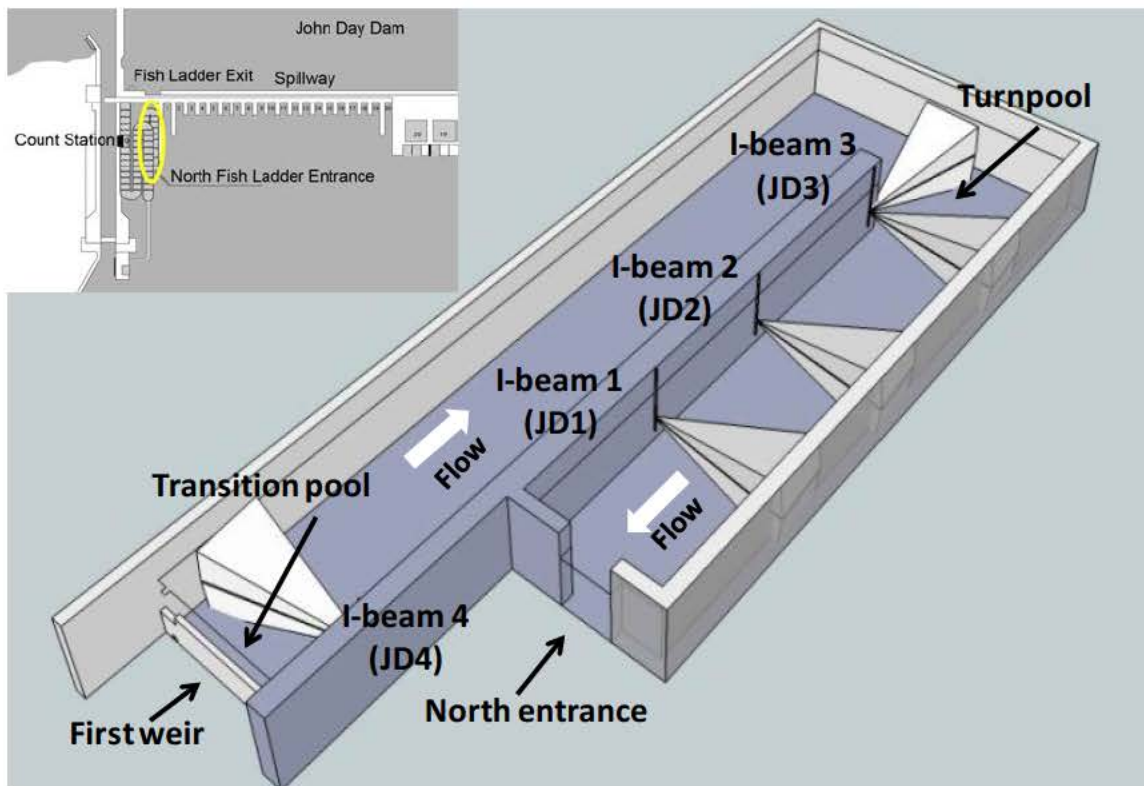 John Day Dam
Fish Ladder Exit
Spillway
Count Station
North Fish Ladder Entrance
Turnpool
I-beam 3
(JD3)
I-beam 2
(JD2)
I-beam 1
(JD1)
Flow
Flow
Transition pool
I-beam 4
(JD4)
North entrance
First weir